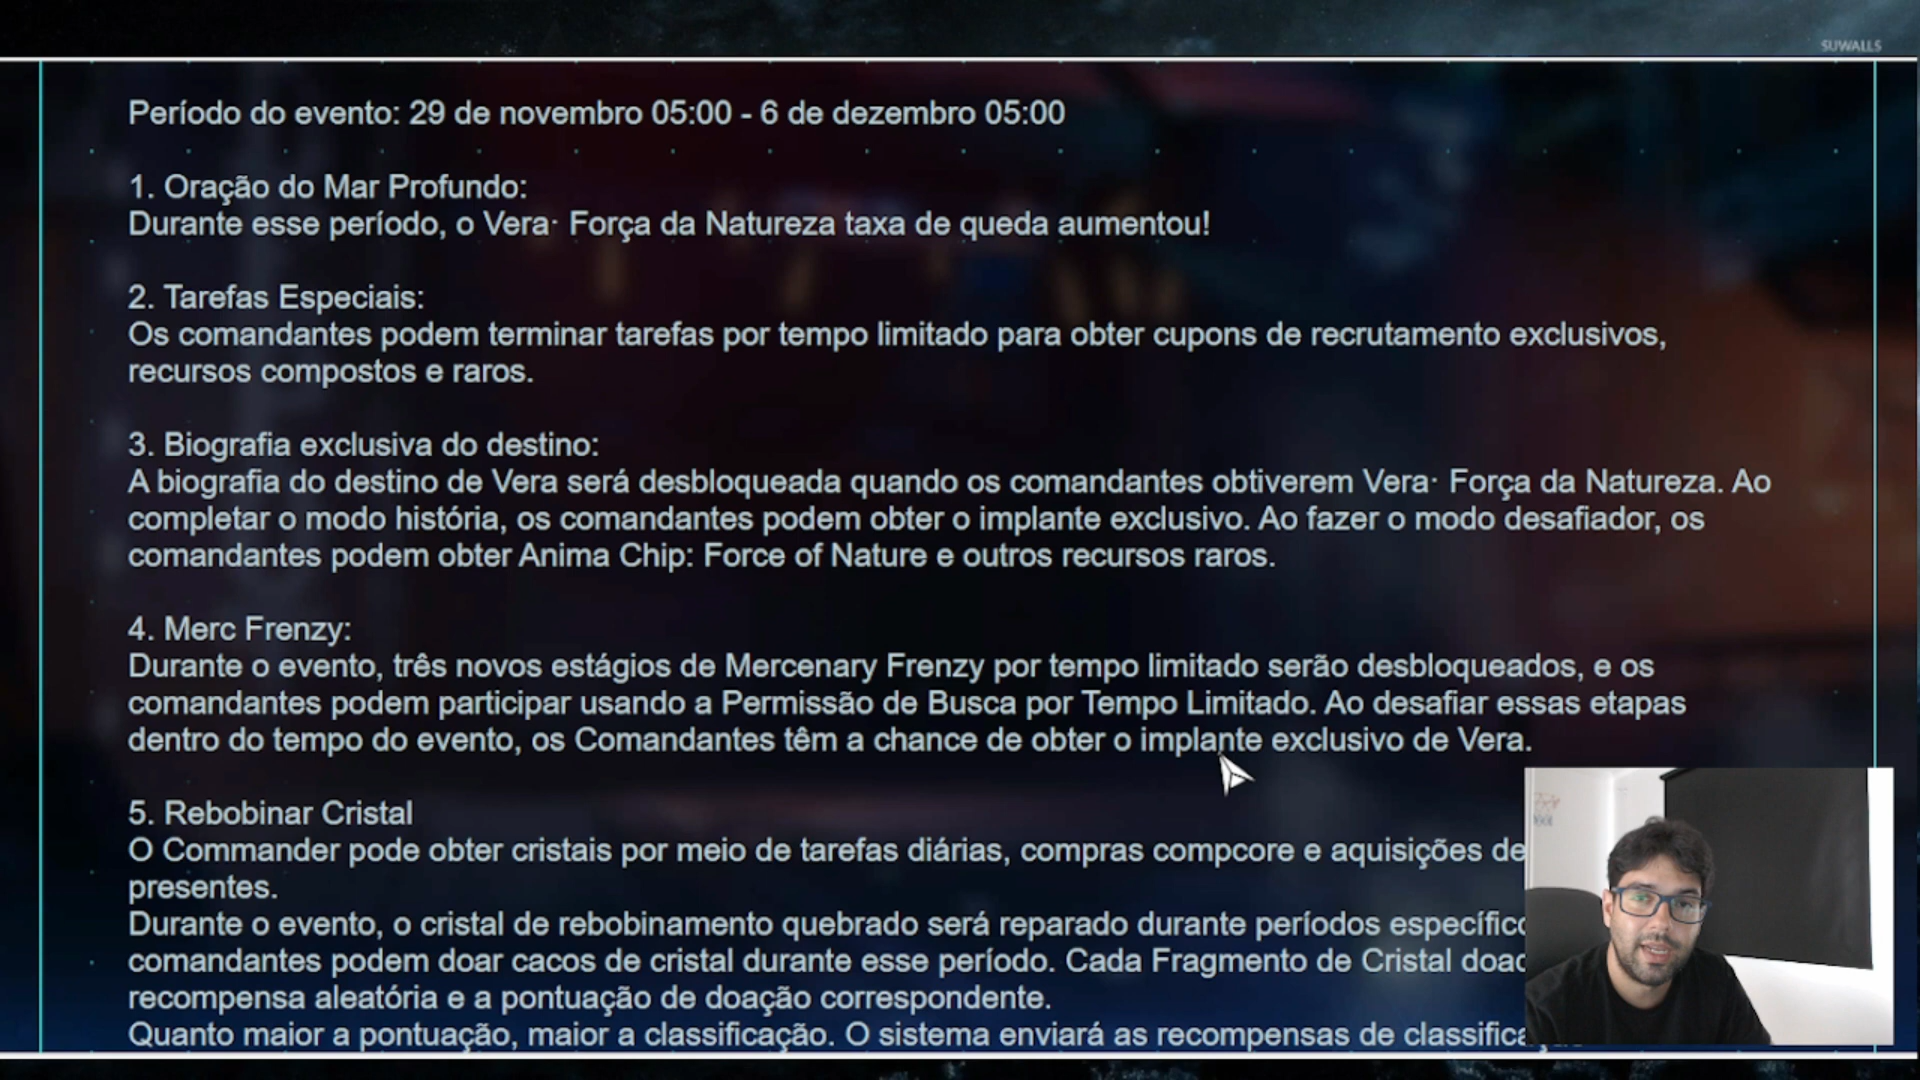 SUWALLS
Período do evento: 29 de novembro 05:00 - 6 de dezembro 05:00
1. Oração do Mar Profundo:
Durante esse período, o Vera· Força da Natureza taxa de queda aumentou!
2. Tarefas Especiais:
Os comandantes podem terminar tarefas por tempo limitado para obter cupons de recrutamento exclusivos,
recursos compostos e raros.
3. Biografia exclusiva do destino:
A biografia do destino de Vera será desbloqueada quando os comandantes obtiverem Vera· Força da Natureza. Ao
completar o modo história, os comandantes podem obter o implante exclusivo. Ao fazer o modo desafiador, os
comandantes podem obter Anima Chip: Force of Nature e outros recursos raros.
4. Merc Frenzy:
Durante o evento, três novos estágios de Mercenary Frenzy por tempo limitado serão desbloqueados, e os
comandantes podem participar usando a Permissão de Busca por Tempo Limitado. Ao desafiar essas etapas
dentro do tempo do evento, os Comandantes têm a chance de obter o implante exclusivo de Vera.
5. Rebobinar Cristal
O Commander pode obter cristais por meio de tarefas diárias, compras compcore e aquisições de
presentes.
Durante o evento, o cristal de rebobinamento quebrado será reparado durante períodos
comandantes podem doar cacos de cristal durante esse período. Cada Fragmento de Cristal
recompensa aleatória e a pontuação de doação correspondente.
Quanto maior a pontuação, maior a classificação. O sistema enviará as recompensas de